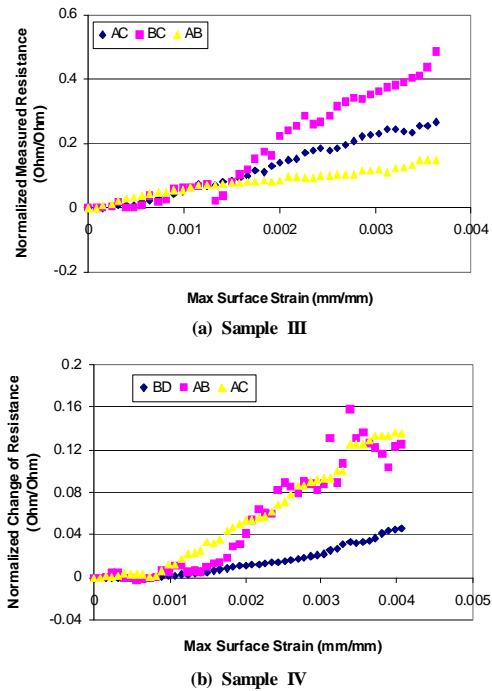 0.6
AC BC AB
0.4
0.2
0
-0.2
0 0.001 0.002 0.003 0.004
Normalized Measured Resistance
(Ohm/Ohm)
Max Surface Strain (mm/mm)
(a) Sample III
0.2
BD AB AC
0.16
0.12
0.08
0.04
0
-0.04
0 0.001 0.002 0.003 0.004 0.005
Normalized Change of Resistance
(Ohm/Ohm)
Max Surface Strain (mm/mm)
(b) Sample IV